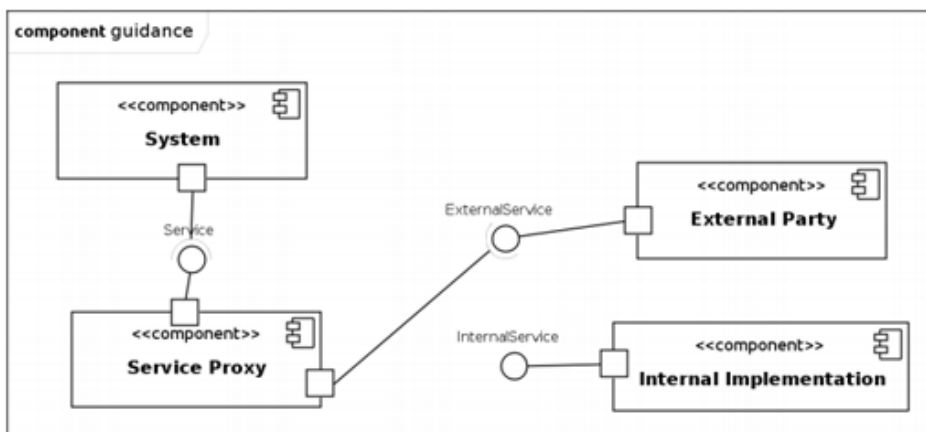 component guidance
<<component>>
System
Service
<<component>>
Service Proxy
ExternalService
<<component>>
External Party
InternalService
<<component>>
Internal Implementation